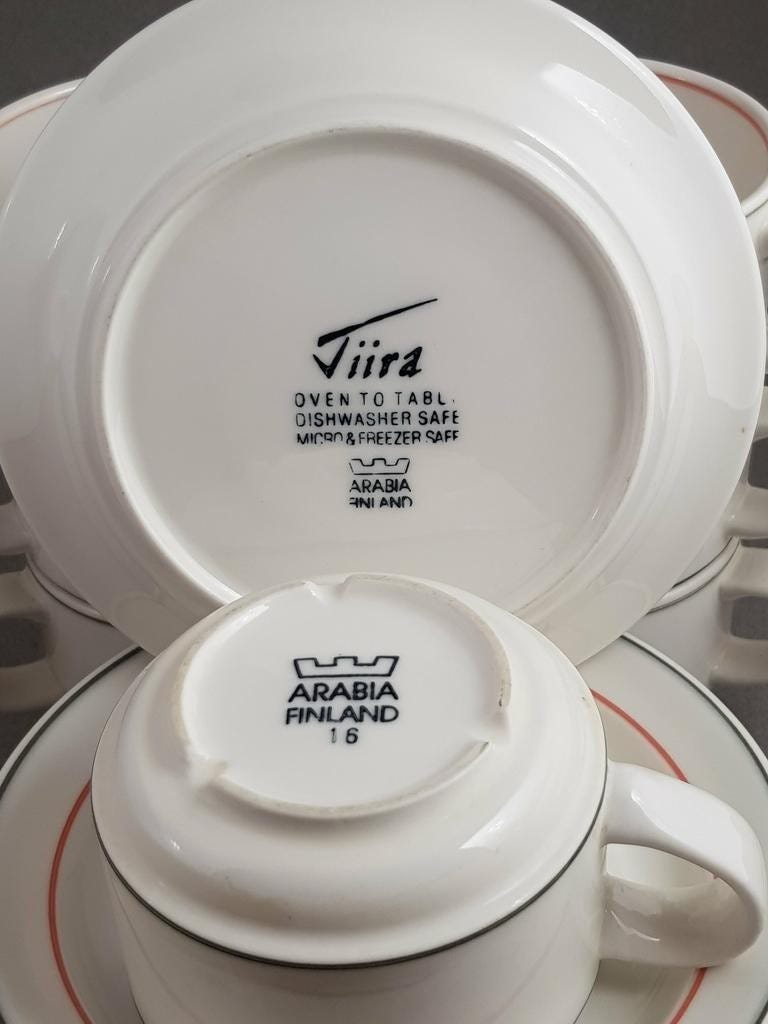 Tiira
OVEN TO TABL
DISHWASHER SAFE
MICRO & FREEZER SAFE
ARABIA
FINLAND
ARABIA
FINLAND
16